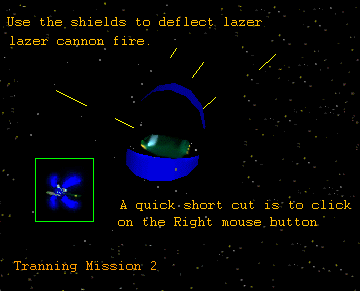 Use the shields to deflect lazer
lazer cannon fire.
A quick short cut is to click
on the Right mouse button
Tranning Mission 2